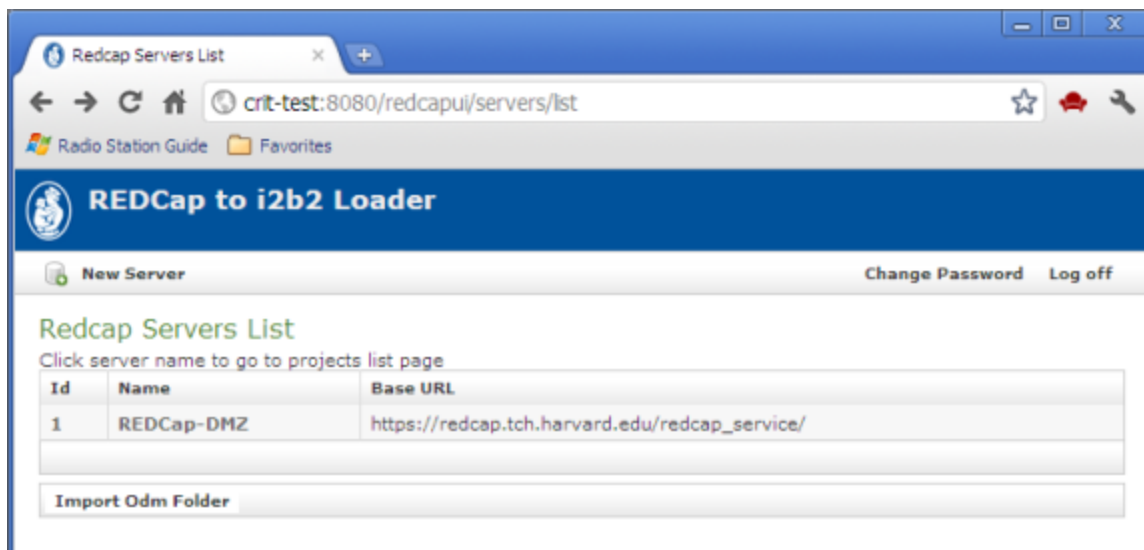 Redcap Servers List
crit-test:8080/redcapui/servers/list
Radio Station Guide Favorites
REDCap to i2b2 Loader
New Server Change Password Log off
Redcap Servers List
Click server name to go to projects list page
Id Name Base URL
1 REDCap-DMZ https://redcap.tch.harvard.edu/redcap_service/
Import Odm Folder